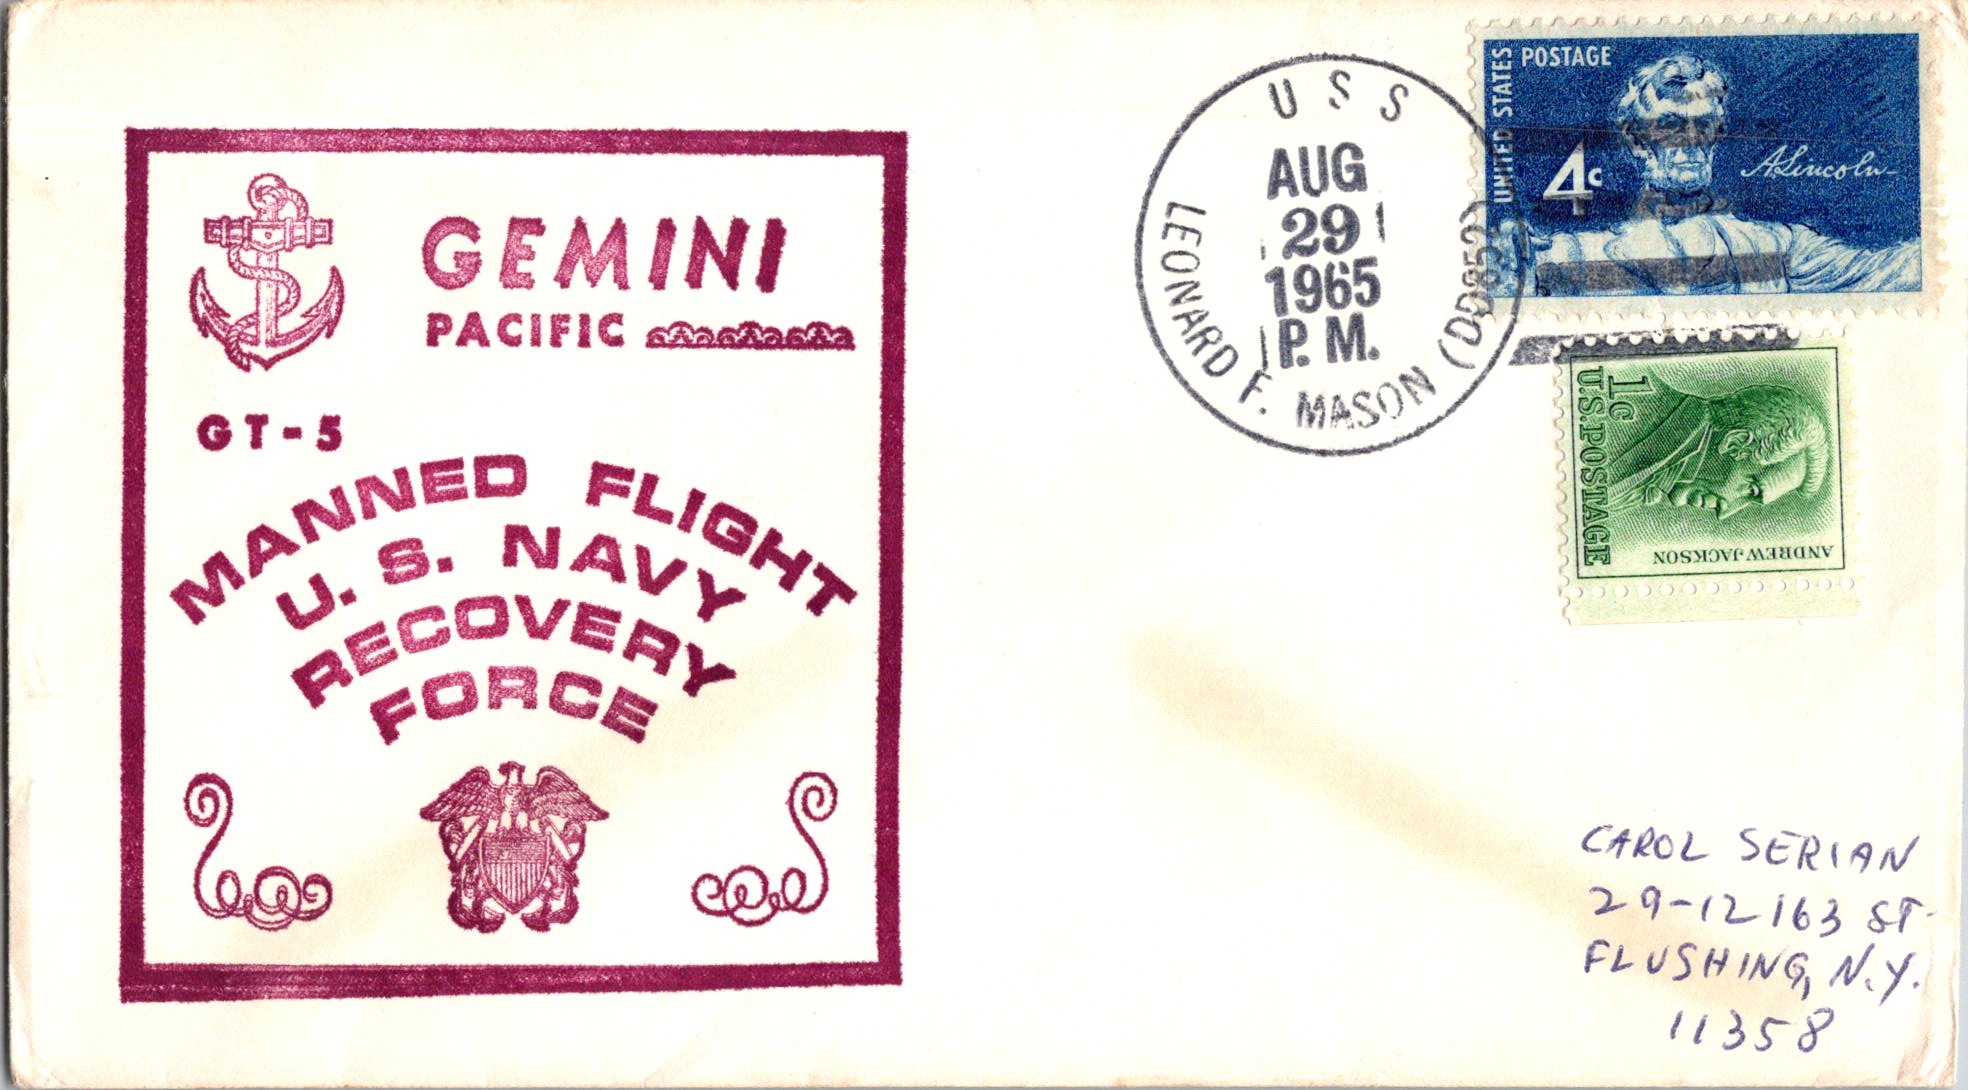 GEMINI
PACIFIC
GT-5
MANNED FLIGHT
U. S. NAVY
RECOVERY
FORCE
USS
LEONARD F. MASON (DD852)
AUG
29
1965
P. M.
UNITED STATES POSTAGE
4c
A. Lincoln
1c
U.S. POSTAGE
ANDREW JACKSON
CAROL SERIAN
29-12 163 ST.
FLUSHING, N.Y.
11358